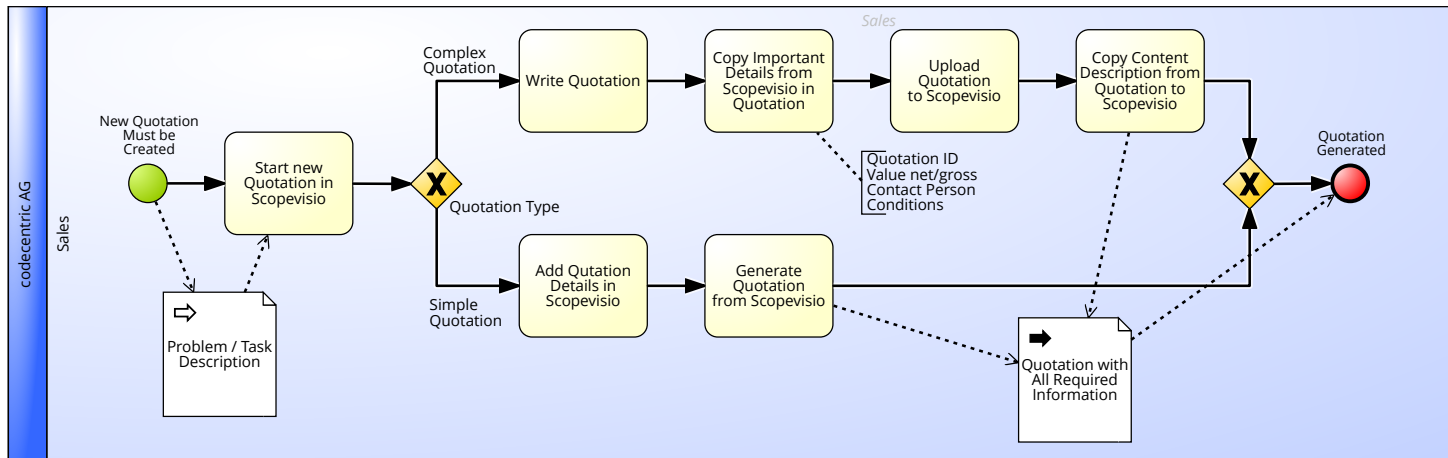 codecentric AG
Sales
Sales
New Quotation
Must be
Created
Start new
Quotation in
Scopevisio
Problem / Task
Description
Quotation Type
Complex
Quotation
Write Quotation
Copy Important
Details from
Scopevisio in
Quotation
Quotation ID
Value net/gross
Contact Person
Conditions
Upload
Quotation
to Scopevisio
Copy Content
Description from
Quotation to
Scopevisio
Simple
Quotation
Add Qutation
Details in
Scopevisio
Generate
Quotation
from Scopevisio
Quotation with
All Required
Information
Quotation
Generated